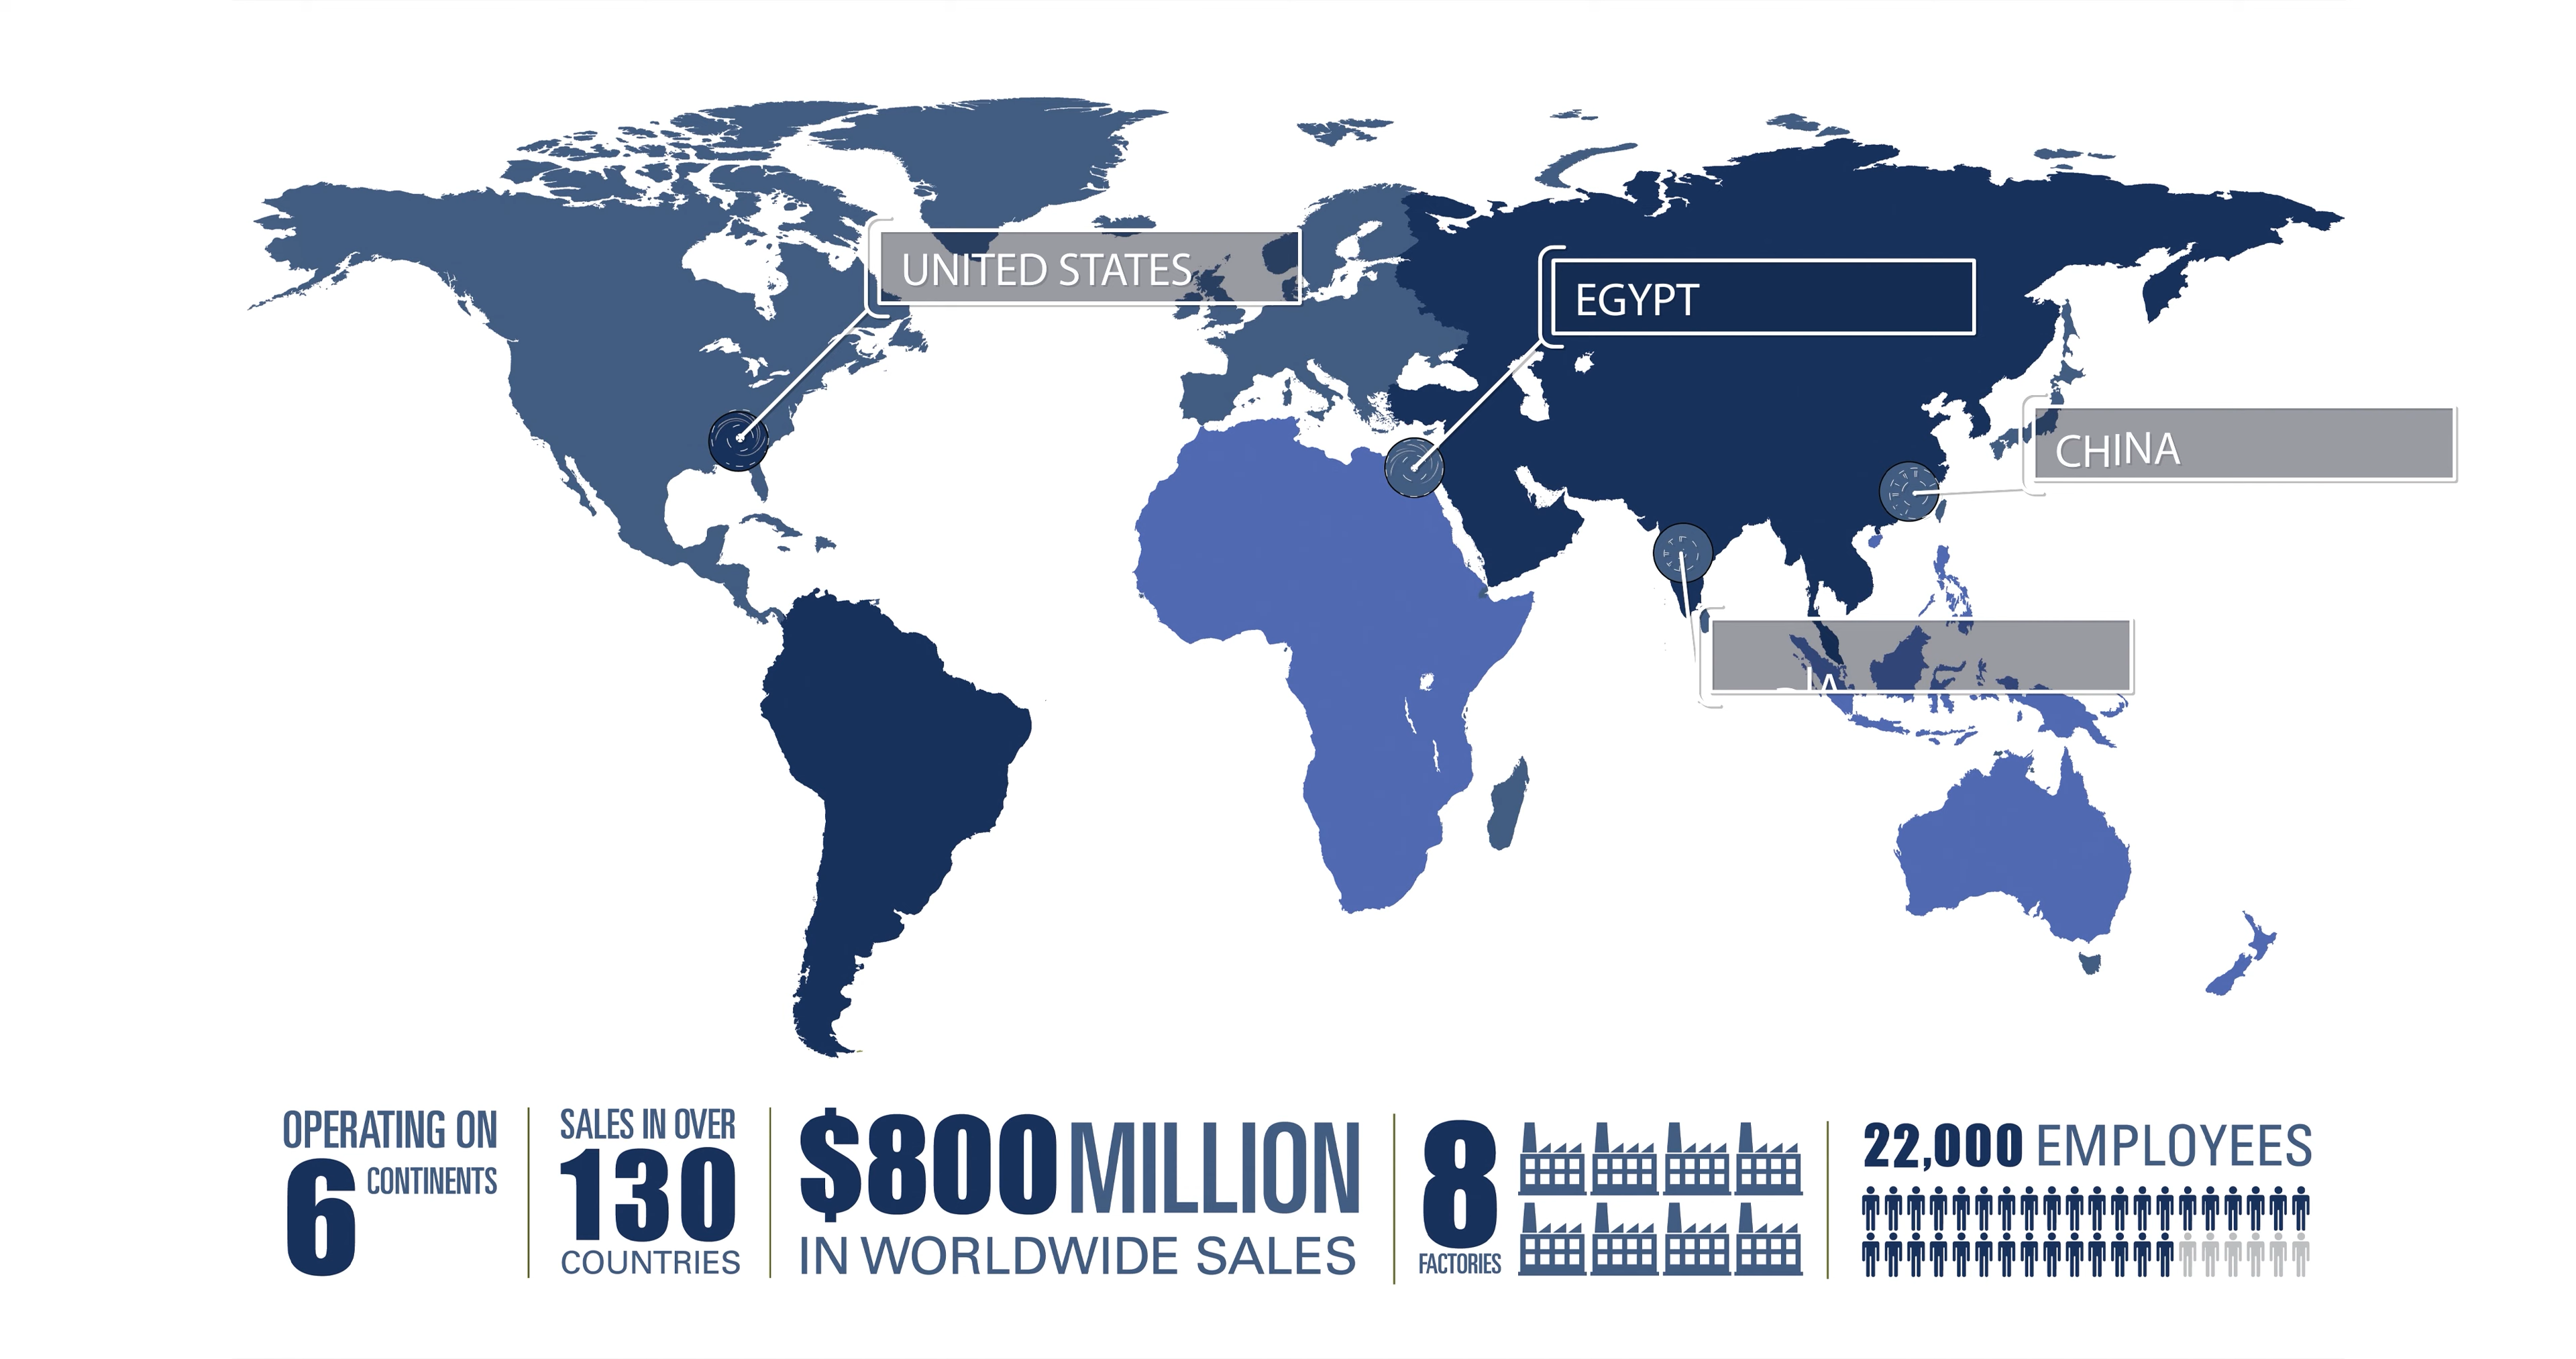 UNITED STATES
EGYPT
CHINA
OPERATING ON
6 CONTINENTS
SALES IN OVER
130
COUNTRIES
$800 MILLION
IN WORLDWIDE SALES
8
FACTORIES
22,000 EMPLOYEES